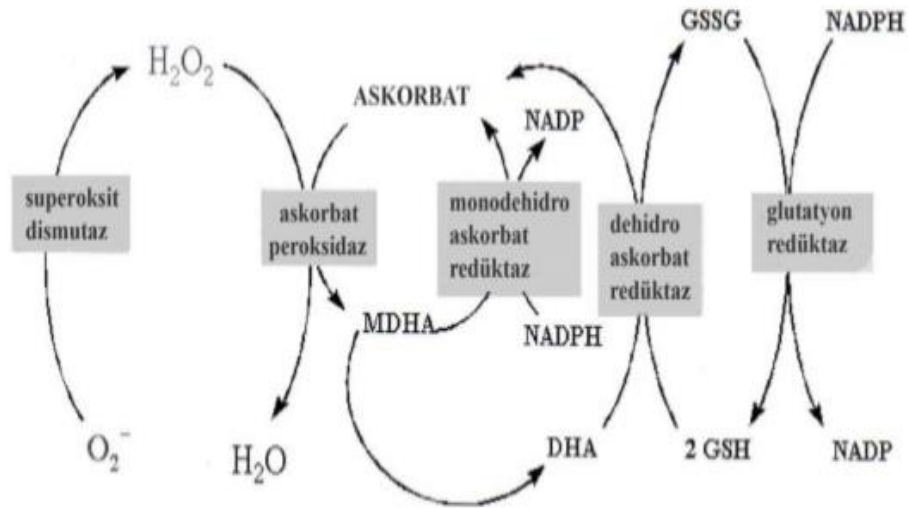 GSSG
NADPH
H₂O₂
ASKORBAT
NADP
superoksit
dismutaz
askorbat
peroksidaz
monodehidro
askorbat
redüktaz
dehidro
askorbat
redüktaz
glutatyon
redüktaz
MDHA
NADPH
O₂⁻
H₂O
DHA
2 GSH
NADP